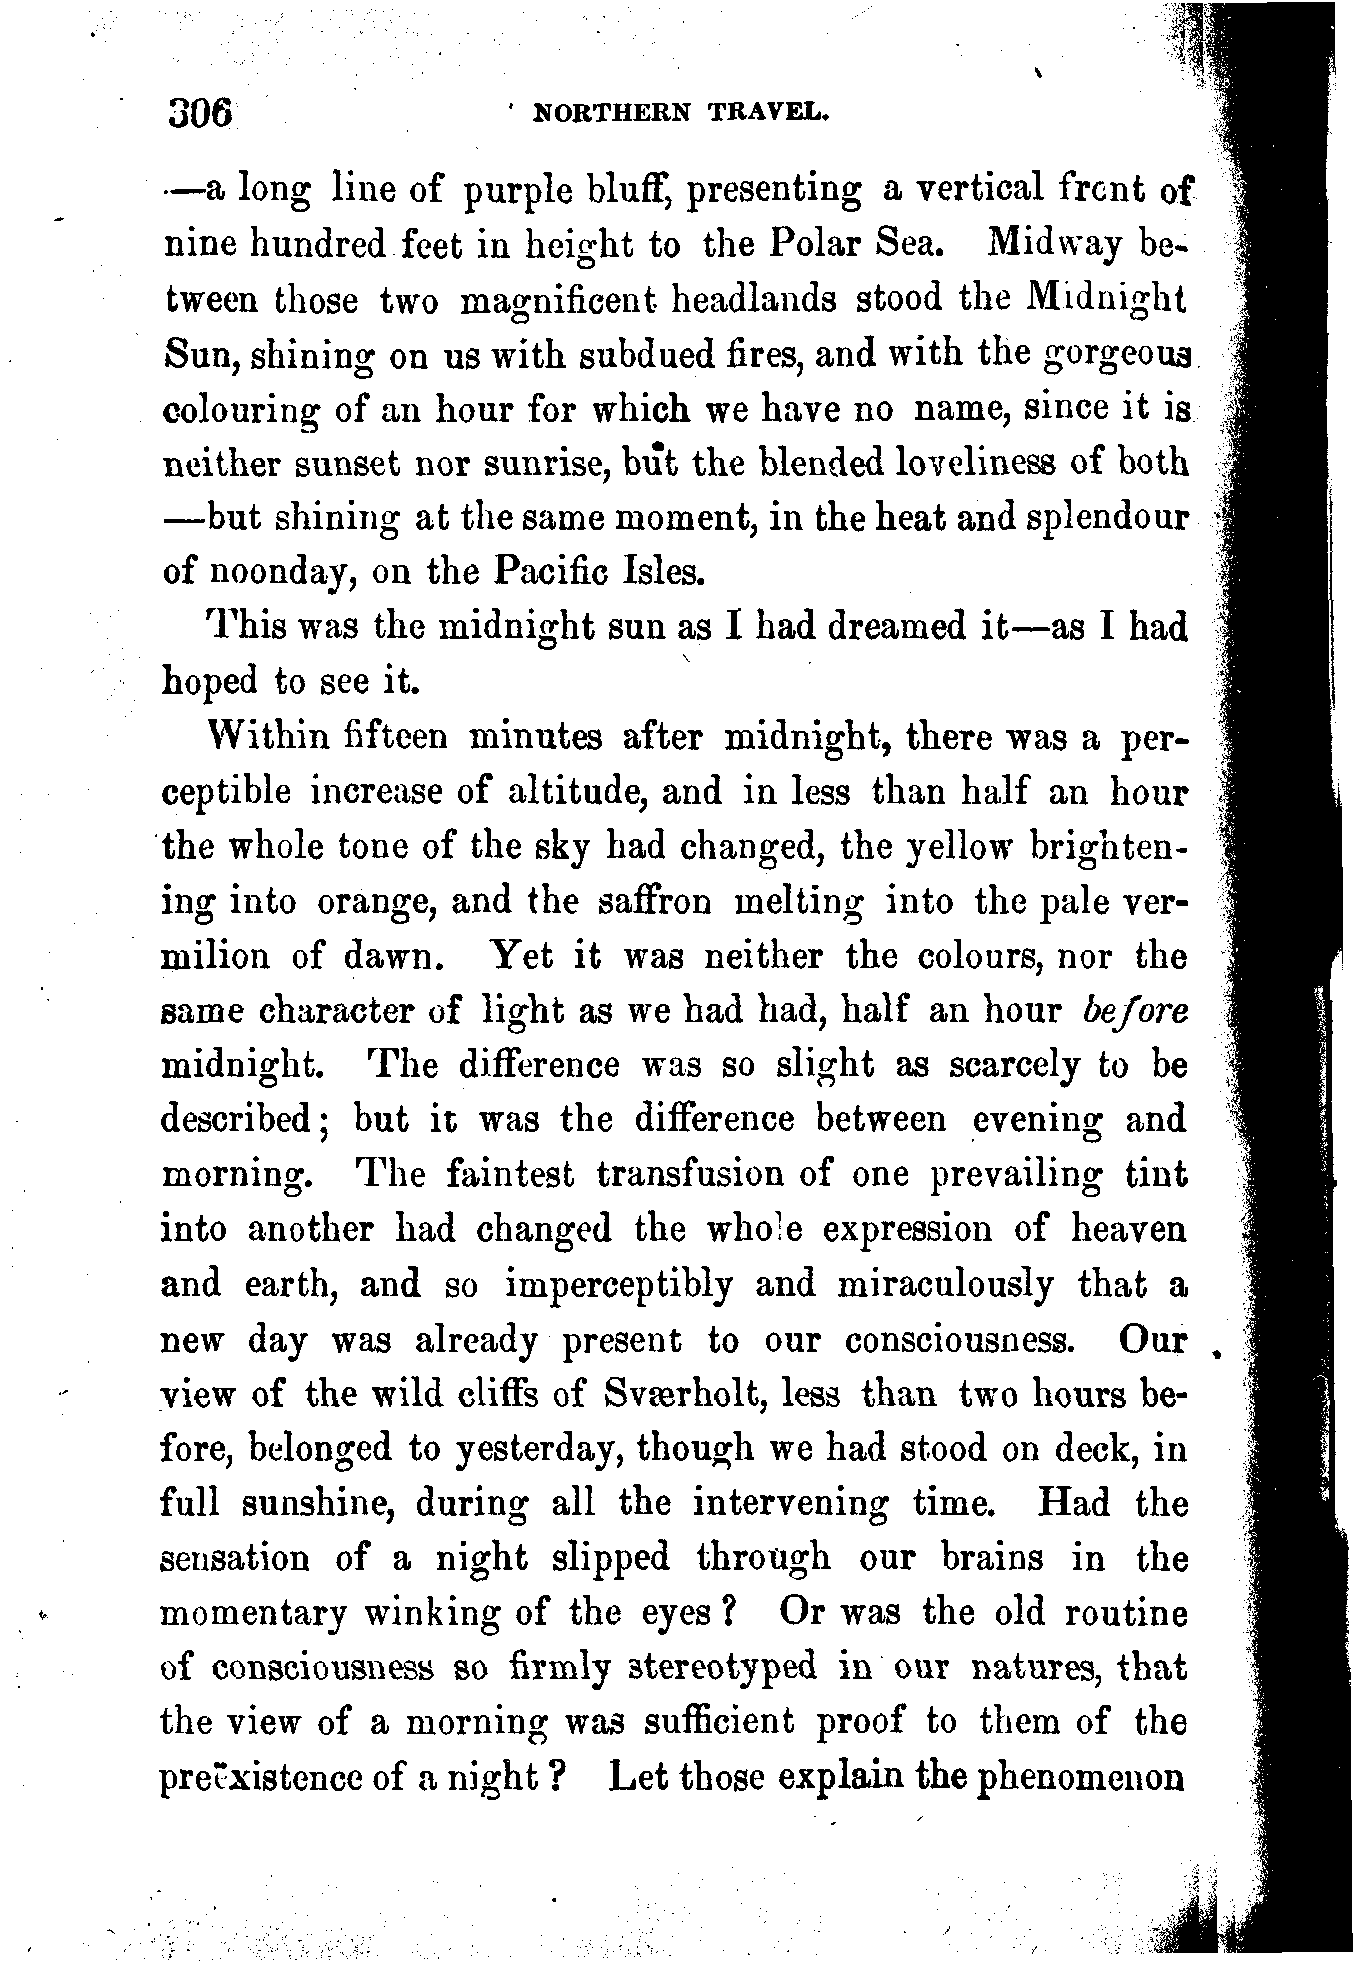 306 NORTHERN TRAVEL.
—a long line of purple bluff, presenting a vertical front of
nine hundred feet in height to the Polar Sea. Midway be-
tween those two magnificent headlands stood the Midnight
Sun, shining on us with subdued fires, and with the gorgeous
colouring of an hour for which we have no name, since it is
neither sunset nor sunrise, but the blended loveliness of both
—but shining at the same moment, in the heat and splendour
of noonday, on the Pacific Isles.
This was the midnight sun as I had dreamed it—as I had
hoped to see it.
Within fifteen minutes after midnight, there was a per-
ceptible increase of altitude, and in less than half an hour
the whole tone of the sky had changed, the yellow brighten-
ing into orange, and the saffron melting into the pale ver-
milion of dawn. Yet it was neither the colours, nor the
same character of light as we had had, half an hour before
midnight. The difference was so slight as scarcely to be
described; but it was the difference between evening and
morning. The faintest transfusion of one prevailing tint
into another had changed the whole expression of heaven
and earth, and so imperceptibly and miraculously that a
new day was already present to our consciousness. Our
view of the wild cliffs of Sværholt, less than two hours be-
fore, belonged to yesterday, though we had stood on deck, in
full sunshine, during all the intervening time. Had the
sensation of a night slipped through our brains in the
momentary winking of the eyes? Or was the old routine
of consciousness so firmly stereotyped in our natures, that
the view of a morning was sufficient proof to them of the
preëxistence of a night? Let those explain the phenomenon